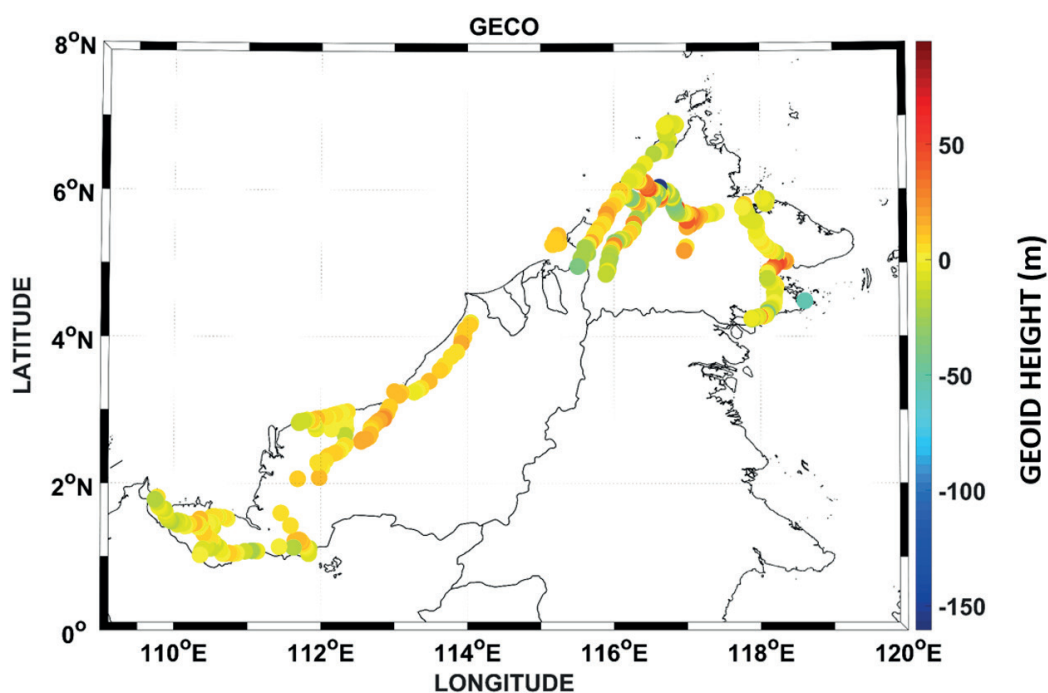 GECO
8°N
6°N
4°N
2°N
0°
LATITUDE
110°E 112°E 114°E 116°E 118°E 120°E
LONGITUDE
50
0
-50
-100
-150
GEOID HEIGHT (m)